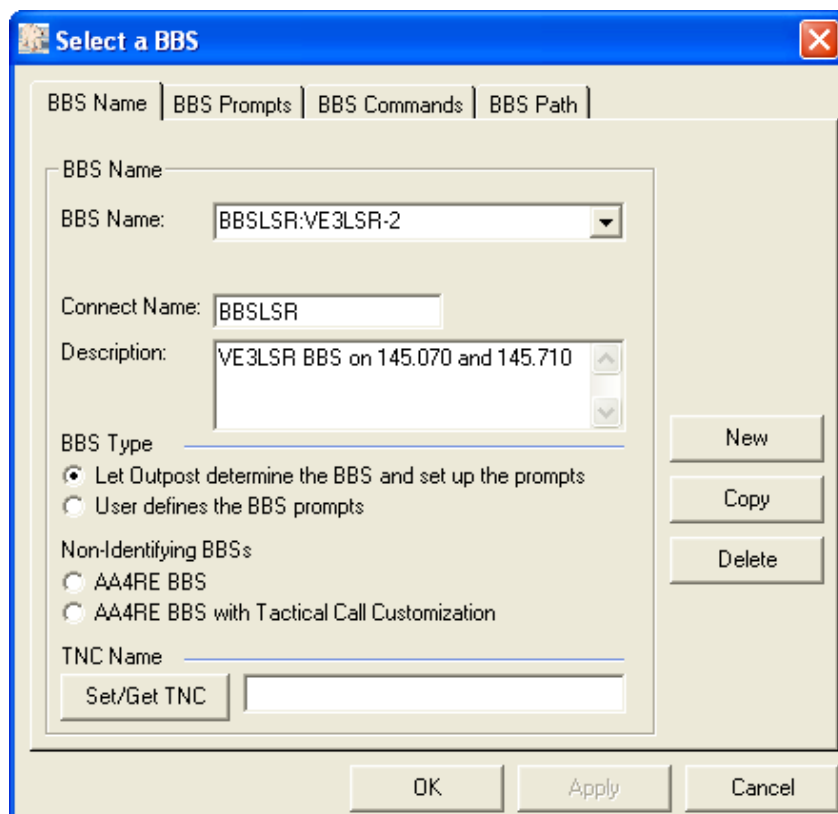 Select a BBS
BBS Name
BBS Prompts
BBS Commands
BBS Path
BBS Name
BBS Name:
BBSLSR:VE3LSR-2
Connect Name:
BBSLSR
Description:
VE3LSR BBS on 145.070 and 145.710
BBS Type
Let Outpost determine the BBS and set up the prompts
User defines the BBS prompts
Non-Identifying BBSs
AA4RE BBS
AA4RE BBS with Tactical Call Customization
TNC Name
Set/Get TNC
New
Copy
Delete
OK
Apply
Cancel